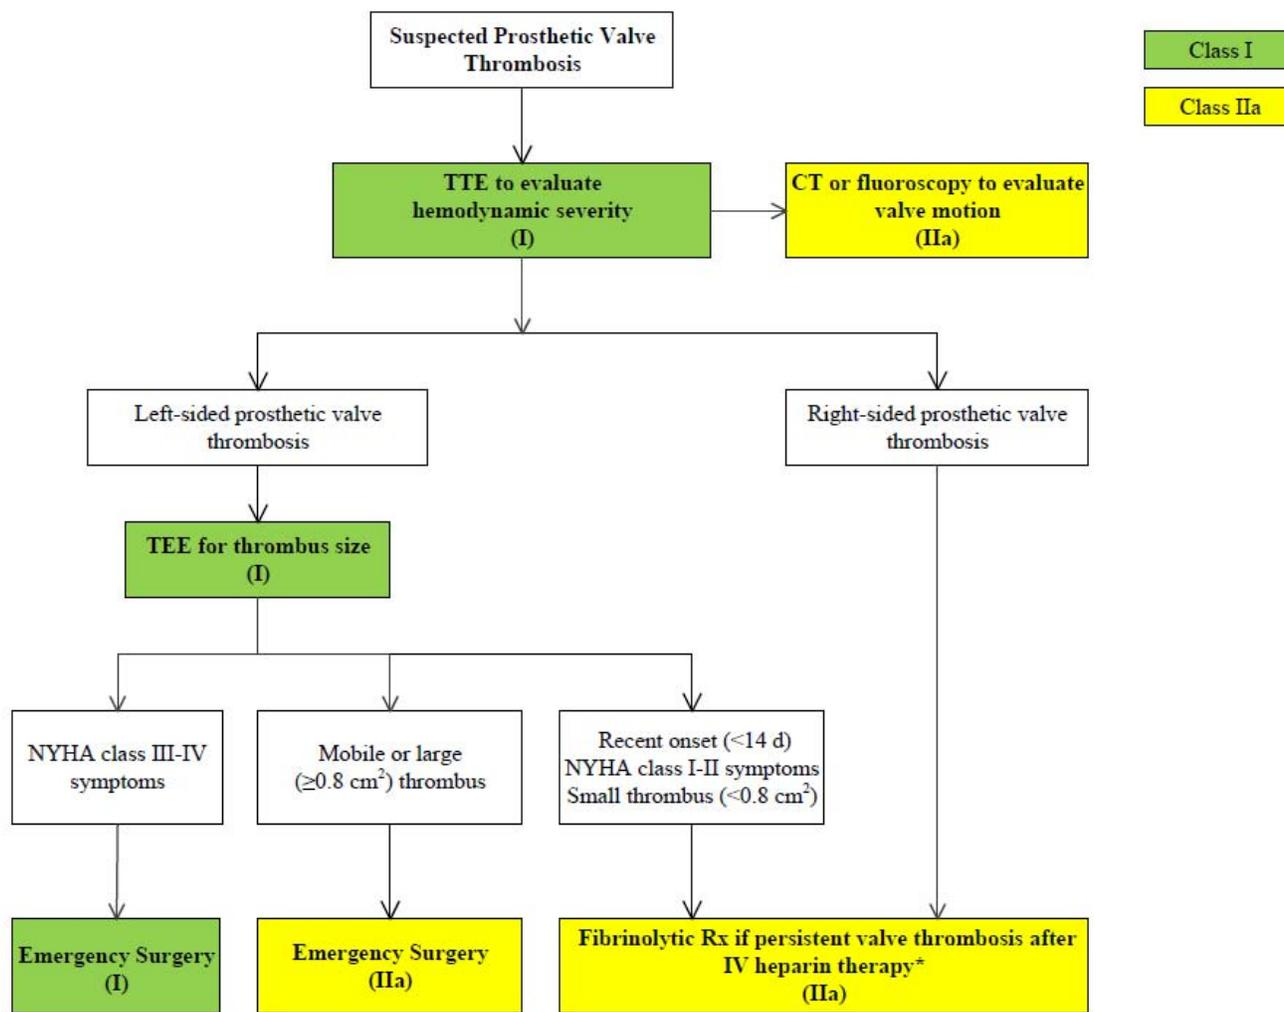 Suspected Prosthetic Valve
Thrombosis
Class I
Class IIa
TTE to evaluate
hemodynamic severity
(I)
CT or fluoroscopy to evaluate
valve motion
(IIa)
Left-sided prosthetic valve
thrombosis
Right-sided prosthetic valve
thrombosis
TEE for thrombus size
(I)
NYHA class III-IV
symptoms
Mobile or large
(≥0.8 cm²) thrombus
Recent onset (<14 d)
NYHA class I-II symptoms
Small thrombus (<0.8 cm²)
Emergency Surgery
(I)
Emergency Surgery
(IIa)
Fibrinolytic Rx if persistent valve thrombosis after
IV heparin therapy*
(IIa)